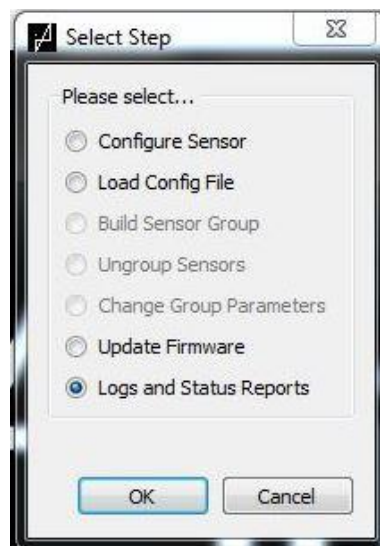 Select Step
Please select...
Configure Sensor
Load Config File
Build Sensor Group
Ungroup Sensors
Change Group Parameters
Update Firmware
Logs and Status Reports
OK Cancel